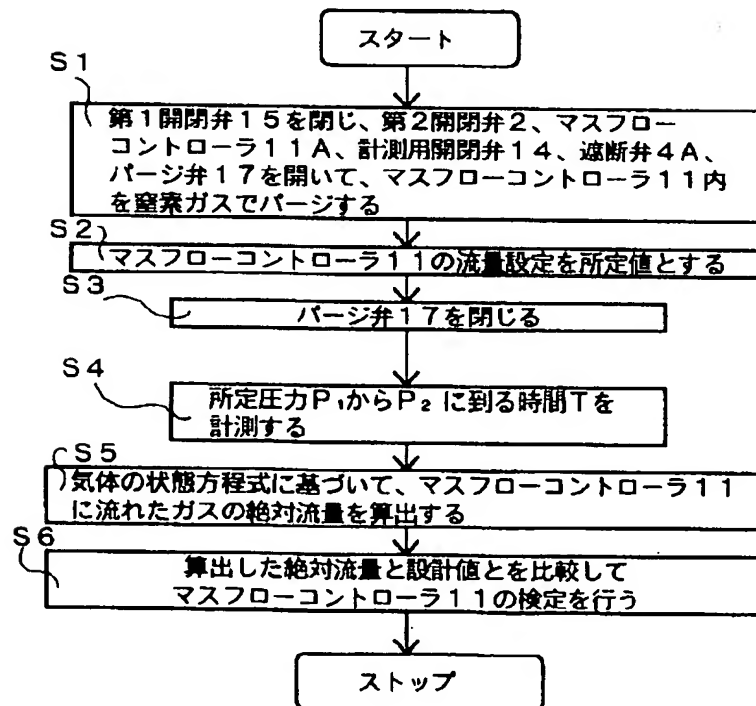 スタート
S1
第1開閉弁15を閉じ、第2開閉弁2、マスフロー
コントローラ11A、計測用開閉弁14、遮断弁4A、
パージ弁17を開いて、マスフローコントローラ11内
を窒素ガスでパージする
S2
マスフローコントローラ11の流量設定を所定値とする
S3
パージ弁17を閉じる
S4
所定圧力P₁からP₂に到る時間Tを
計測する
S5
気体の状態方程式に基づいて、マスフローコントローラ11
に流れたガスの絶対流量を算出する
S6
算出した絶対流量と設計値とを比較して
マスフローコントローラ11の検定を行う
ストップ